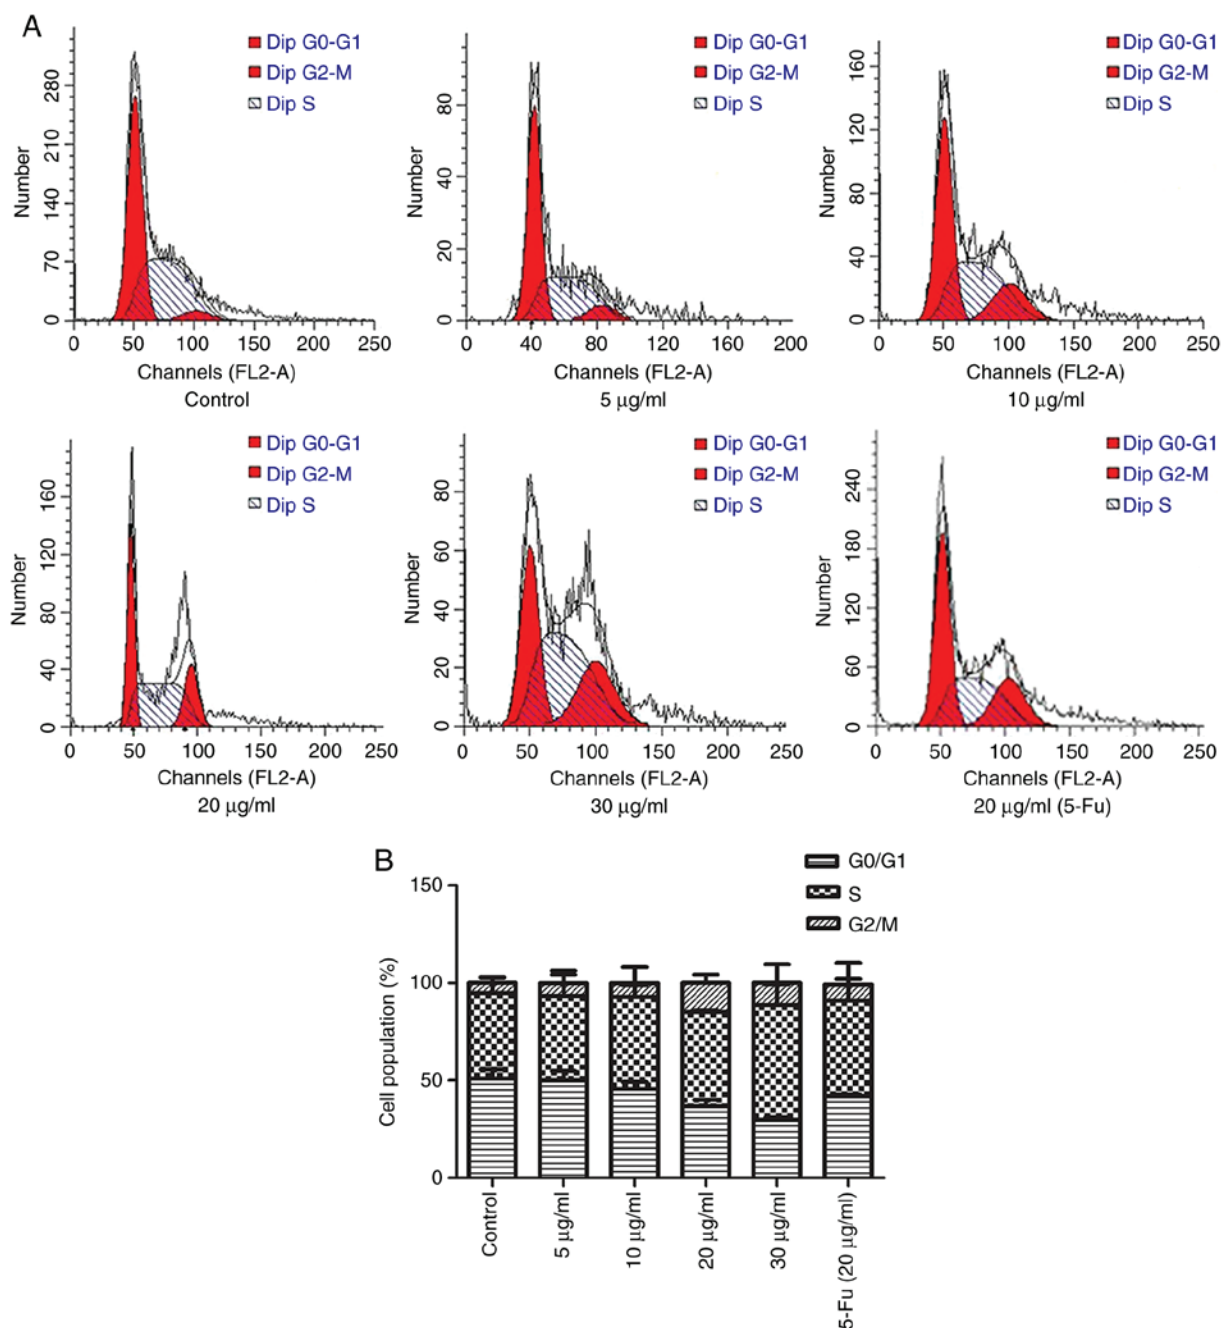 A
Dip G0-G1
Dip G2-M
Dip S
Number
280
210
140
70
0
0 50 100 150 200 250
Channels (FL2-A)
Control
Dip G0-G1
Dip G2-M
Dip S
Number
80
60
40
20
0
0 40 80 120 160 200
Channels (FL2-A)
5 µg/ml
Dip G0-G1
Dip G2-M
Dip S
Number
160
120
80
40
0
0 50 100 150 200 250
Channels (FL2-A)
10 µg/ml
Dip G0-G1
Dip G2-M
Dip S
Number
160
120
80
40
0
0 50 100 150 200 250
Channels (FL2-A)
20 µg/ml
Dip G0-G1
Dip G2-M
Dip S
Number
80
60
40
20
0
0 50 100 150 200 250
Channels (FL2-A)
30 µg/ml
Dip G0-G1
Dip G2-M
Dip S
Number
240
180
120
60
0
0 50 100 150 200 250
Channels (FL2-A)
20 µg/ml (5-Fu)
B
G0/G1
S
G2/M
Cell population (%)
150
100
50
0
Control
5 µg/ml
10 µg/ml
20 µg/ml
30 µg/ml
5-Fu (20 µg/ml)